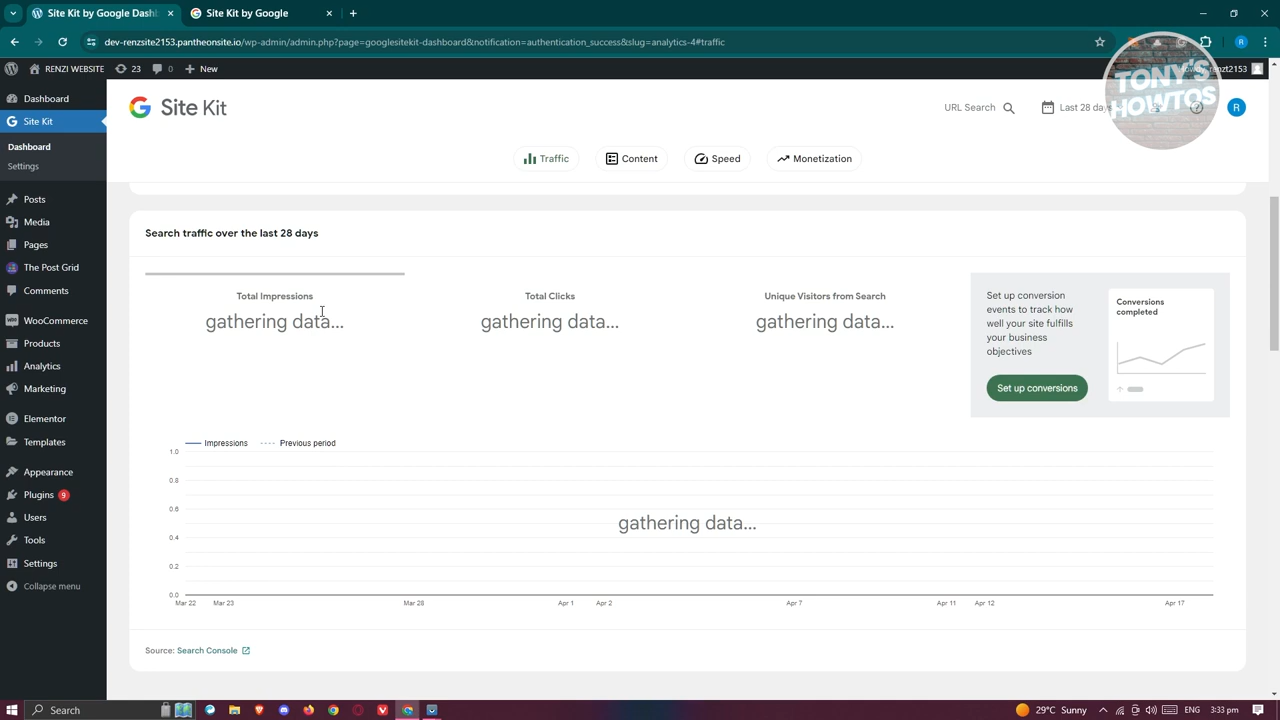 Site Kit by Google Dash
Site Kit by Google
dev-renzsite2153.pantheonsite.io/wp-admin/admin.php?page=googlesitekit-dashboard&notification=authentication_success&slug=analytics-4#traffic
R
RENZI WEBSITE
23
0
New
renzt2153
Dashboard
Site Kit
Dashboard
Settings
Posts
Media
Pages
The Post Grid
Comments
WooCommerce
Products
Analytics
Marketing
Elementor
Templates
Appearance
Plugins 9
Users
Tools
Settings
Collapse menu
Site Kit
URL Search
Last 28 days
R
TONY'S
HOWTOS
Traffic
Content
Speed
Monetization
Search traffic over the last 28 days
Total Impressions
gathering data...
Total Clicks
gathering data...
Unique Visitors from Search
gathering data...
Set up conversion
events to track how
well your site fulfills
your business
objectives
Set up conversions
Conversions
completed
Impressions
Previous period
1.0
0.8
0.6
0.4
0.2
0.0
gathering data...
Mar 22 Mar 23 Mar 28 Apr 1 Apr 2 Apr 7 Apr 11 Apr 12 Apr 17
Source: Search Console
Search
29°C Sunny
ENG
3:33 pm